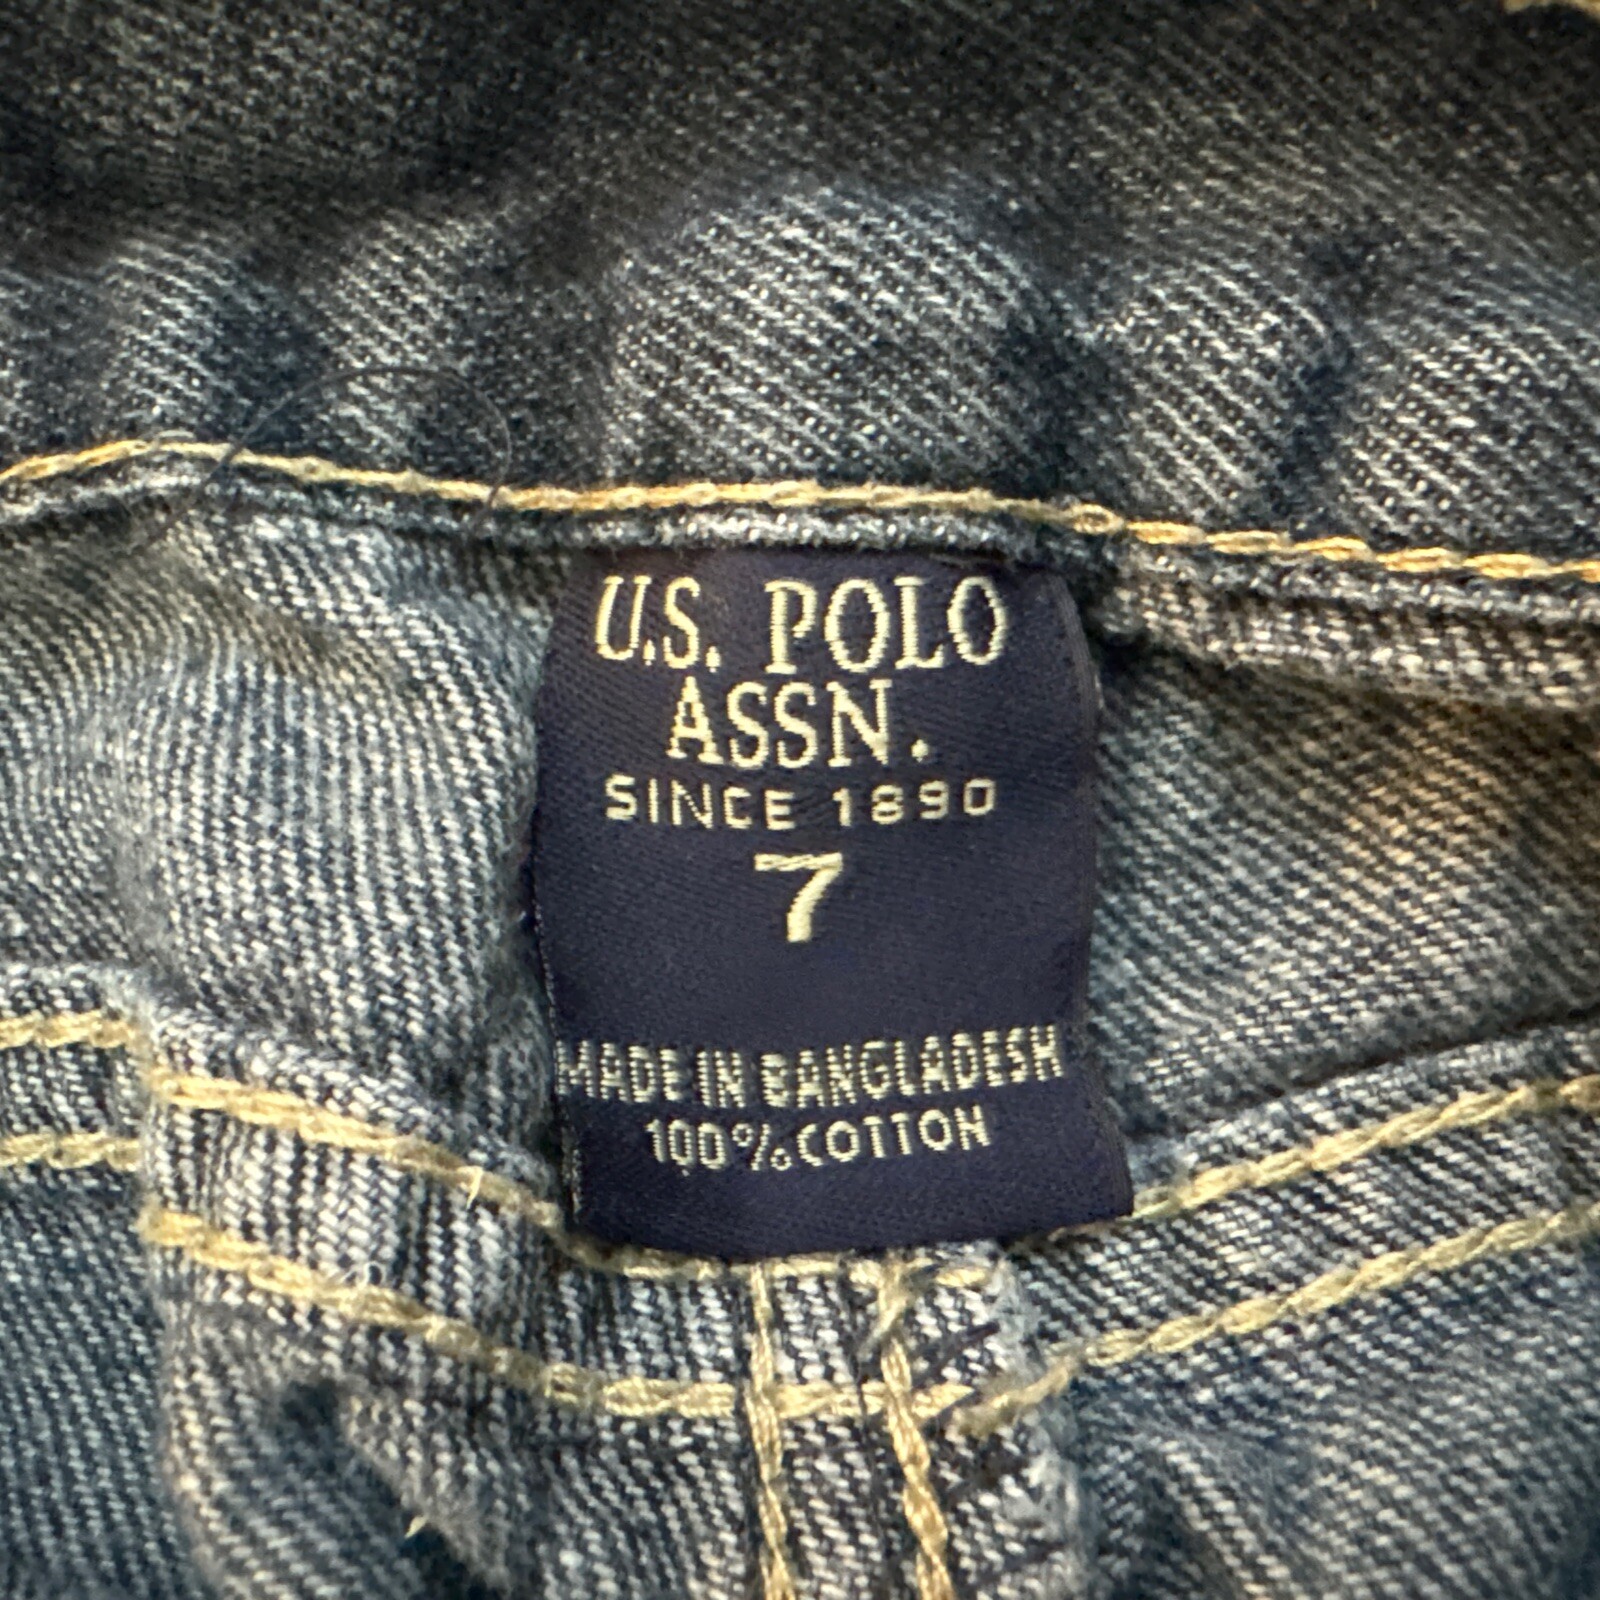 U.S. POLO
ASSN.
SINCE 1890
7
MADE IN BANGLADESH
100% COTTON